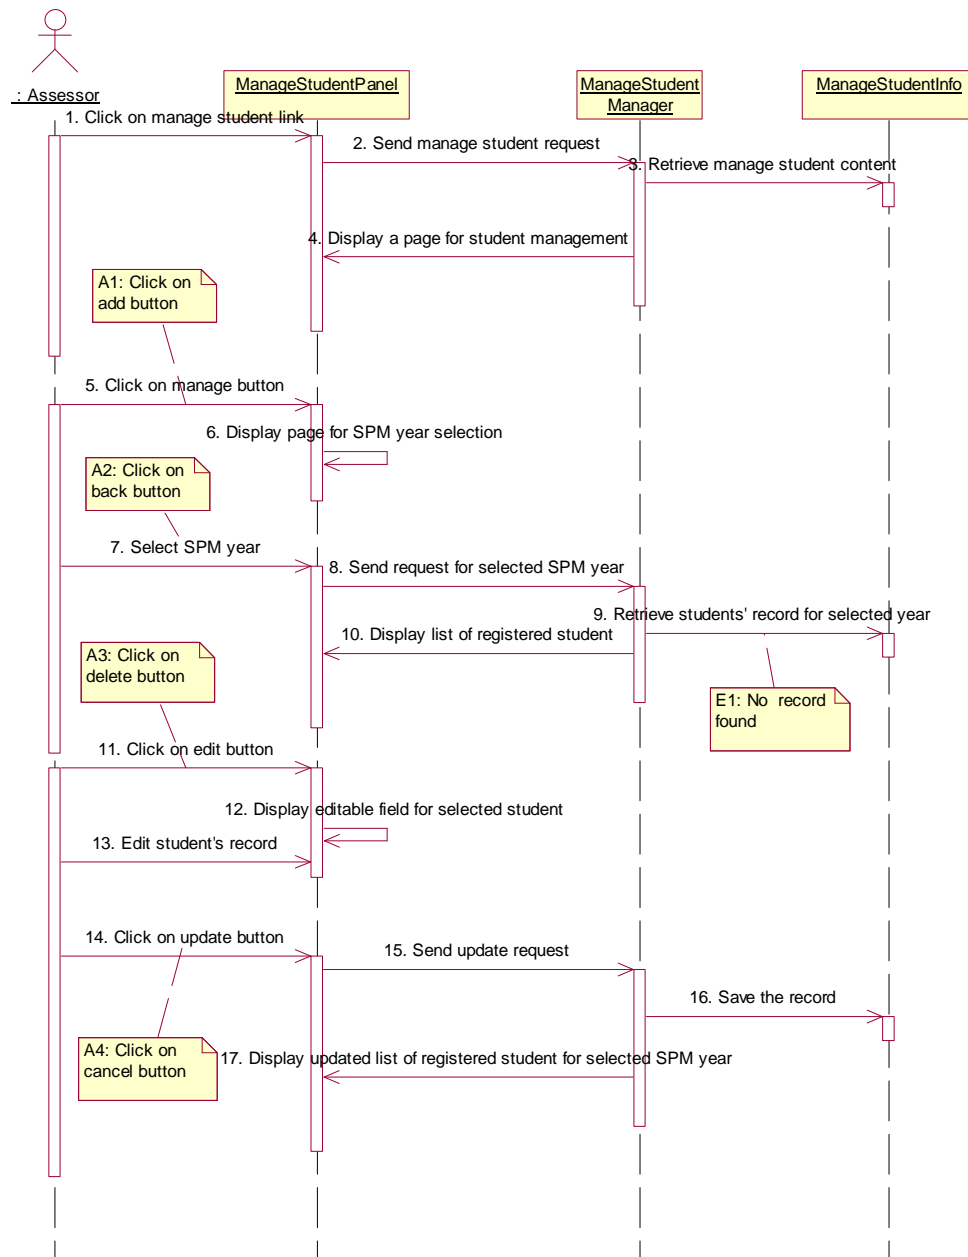 : Assessor
ManageStudentPanel
ManageStudent
Manager
ManageStudentInfo
1. Click on manage student link
2. Send manage student request
3. Retrieve manage student content
4. Display a page for student management
A1: Click on
add button
5. Click on manage button
6. Display page for SPM year selection
A2: Click on
back button
7. Select SPM year
8. Send request for selected SPM year
9. Retrieve students' record for selected year
10. Display list of registered student
A3: Click on
delete button
E1: No record
found
11. Click on edit button
12. Display editable field for selected student
13. Edit student's record
14. Click on update button
15. Send update request
16. Save the record
A4: Click on
cancel button
17. Display updated list of registered student for selected SPM year